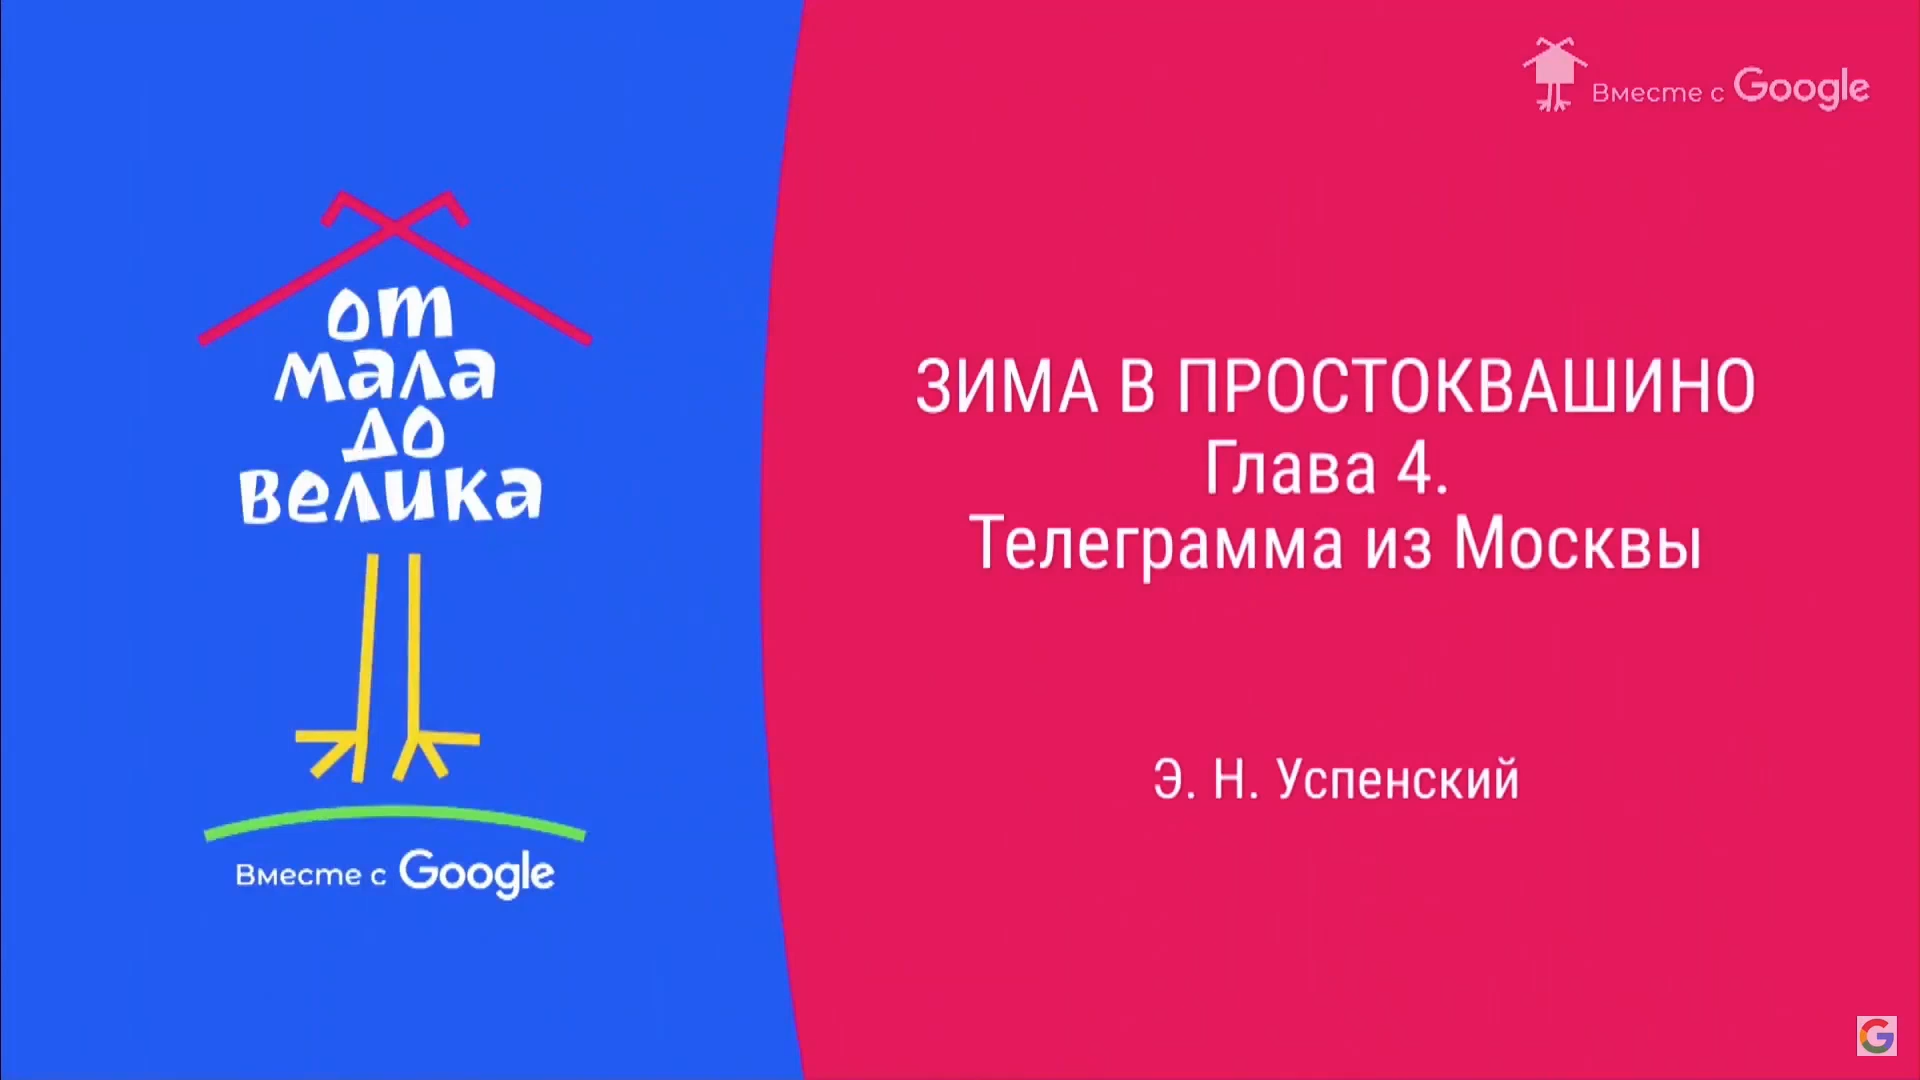 Вместе с Google
от
мала
до
велика
Вместе с Google
ЗИМА В ПРОСТОКВАШИНО
Глава 4.
Телеграмма из Москвы
Э. Н. Успенский
G